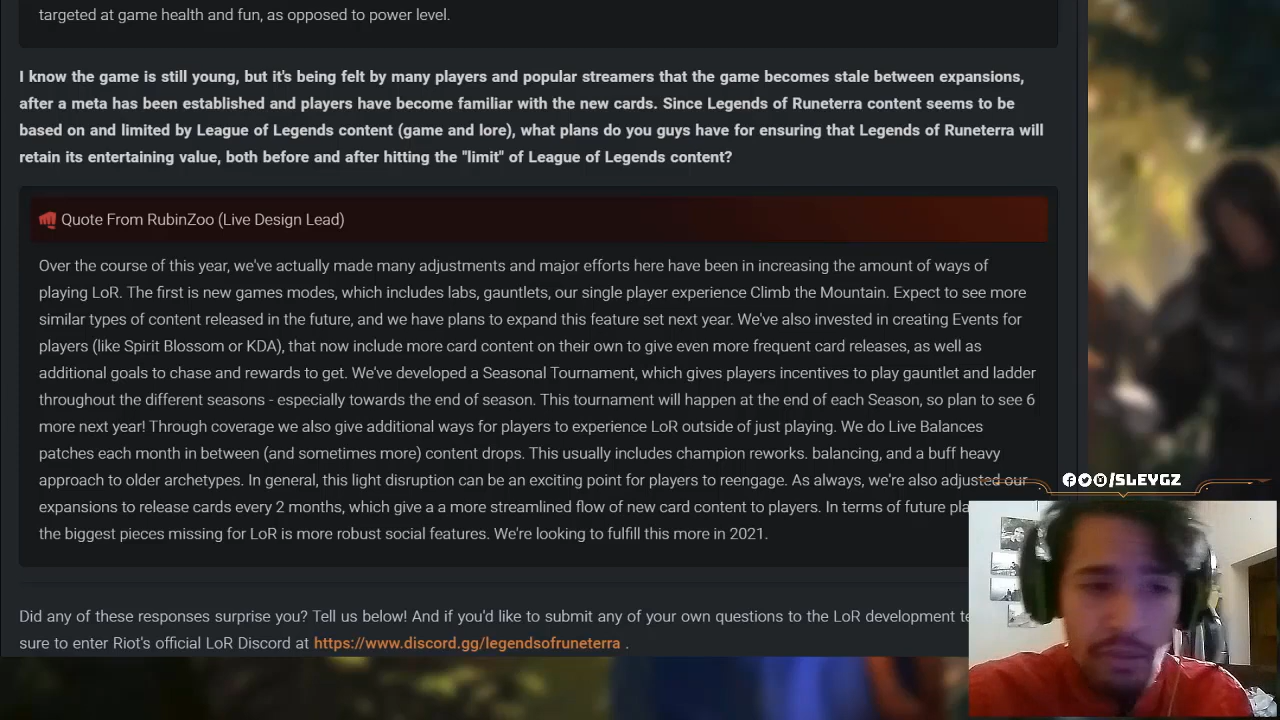 targeted at game health and fun, as opposed to power level.
I know the game is still young, but it's being felt by many players and popular streamers that the game becomes stale between expansions,
after a meta has been established and players have become familiar with the new cards. Since Legends of Runeterra content seems to be
based on and limited by League of Legends content (game and lore), what plans do you guys have for ensuring that Legends of Runeterra will
retain its entertaining value, both before and after hitting the "limit" of League of Legends content?
Quote From RubinZoo (Live Design Lead)
Over the course of this year, we've actually made many adjustments and major efforts here have been in increasing the amount of ways of
playing LoR. The first is new games modes, which includes labs, gauntlets, our single player experience Climb the Mountain. Expect to see more
similar types of content released in the future, and we have plans to expand this feature set next year. We've also invested in creating Events for
players (like Spirit Blossom or KDA), that now include more card content on their own to give even more frequent card releases, as well as
additional goals to chase and rewards to get. We've developed a Seasonal Tournament, which gives players incentives to play gauntlet and ladder
throughout the different seasons - especially towards the end of season. This tournament will happen at the end of each Season, so plan to see 6
more next year! Through coverage we also give additional ways for players to experience LoR outside of just playing. We do Live Balances
patches each month in between (and sometimes more) content drops. This usually includes champion reworks. balancing, and a buff heavy
approach to older archetypes. In general, this light disruption can be an exciting point for players to reengage. As always, we're also adjusted our
expansions to release cards every 2 months, which give a a more streamlined flow of new card content to players. In terms of future
the biggest pieces missing for LoR is more robust social features. We're looking to fulfill this more in 2021.
/SLEYGZ
Did any of these responses surprise you? Tell us below! And if you'd like to submit any of your own questions to the LoR development
sure to enter Riot's official LoR Discord at https://www.discord.gg/legendsofruneterra .